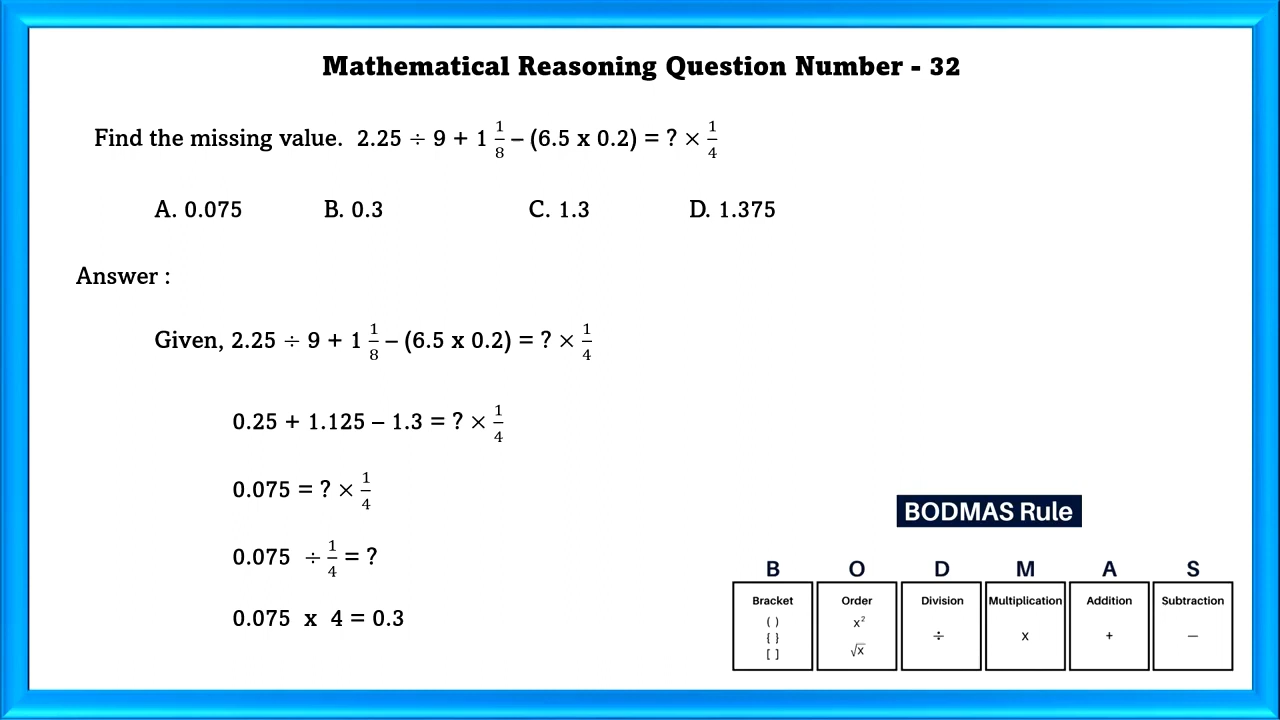 Mathematical Reasoning Question Number - 32
Find the missing value. 2.25 ÷ 9 + 1 1/8 – (6.5 x 0.2) = ? × 1/4
A. 0.075 B. 0.3 C. 1.3 D. 1.375
Answer :
Given, 2.25 ÷ 9 + 1 1/8 – (6.5 x 0.2) = ? × 1/4
0.25 + 1.125 – 1.3 = ? × 1/4
0.075 = ? × 1/4
0.075 ÷ 1/4 = ?
0.075 x 4 = 0.3
BODMAS Rule
B O D M A S
Bracket Order Division Multiplication Addition Subtraction
( ) x² ÷ x + –
{ } √x
[ ]